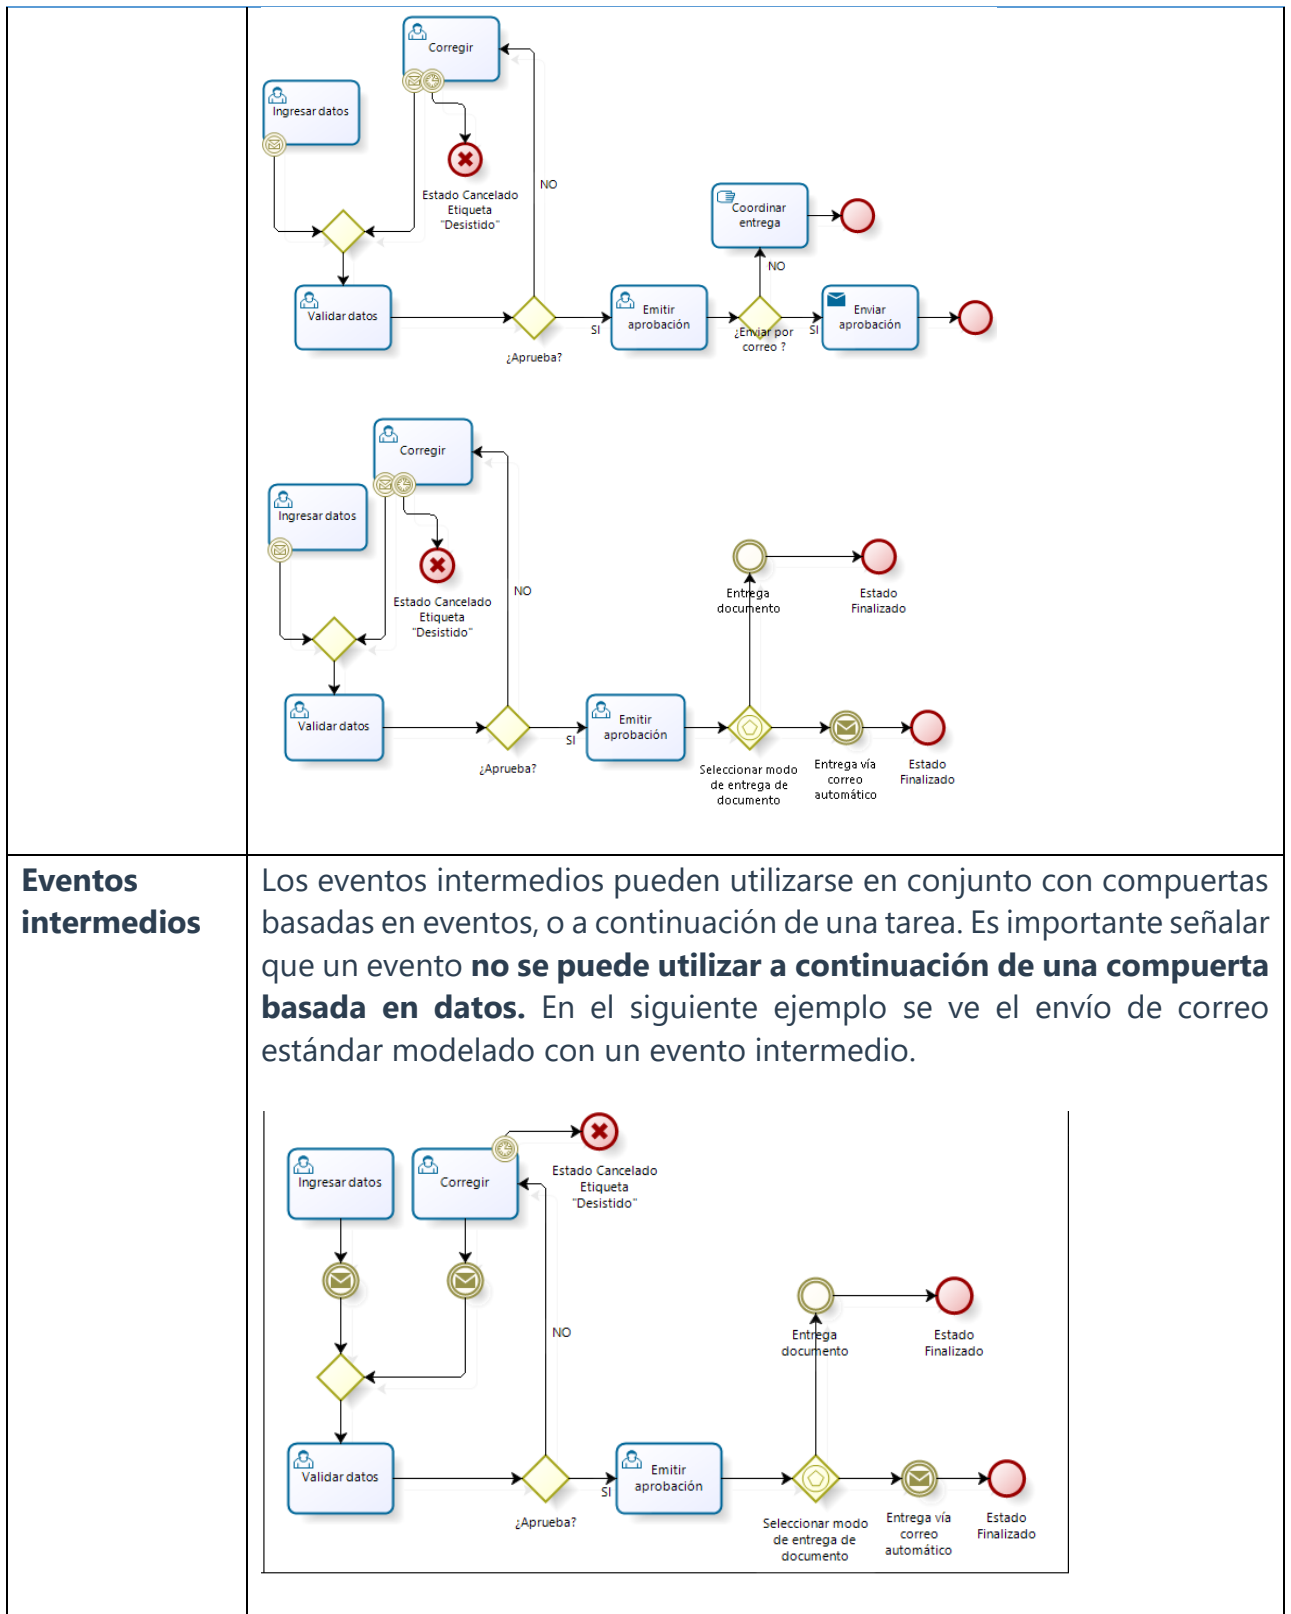 Corregir
Ingresar datos
Estado Cancelado
Etiqueta
"Desistido"
NO
Coordinar
entrega
NO
Validar datos
¿Aprueba?
SI
Emitir
aprobación
¿Enviar por
correo ?
SI
Enviar
aprobación
Corregir
Ingresar datos
Estado Cancelado
Etiqueta
"Desistido"
NO
Entrega
documento
Estado
Finalizado
Validar datos
¿Aprueba?
SI
Emitir
aprobación
Seleccionar modo
de entrega de
documento
Entrega vía
correo
automático
Estado
Finalizado
Eventos
intermedios
Los eventos intermedios pueden utilizarse en conjunto con compuertas
basadas en eventos, o a continuación de una tarea. Es importante señalar
que un evento no se puede utilizar a continuación de una compuerta
basada en datos. En el siguiente ejemplo se ve el envío de correo
estándar modelado con un evento intermedio.
Ingresar datos
Corregir
Estado Cancelado
Etiqueta
"Desistido"
NO
Entrega
documento
Estado
Finalizado
Validar datos
¿Aprueba?
SI
Emitir
aprobación
Seleccionar modo
de entrega de
documento
Entrega vía
correo
automático
Estado
Finalizado